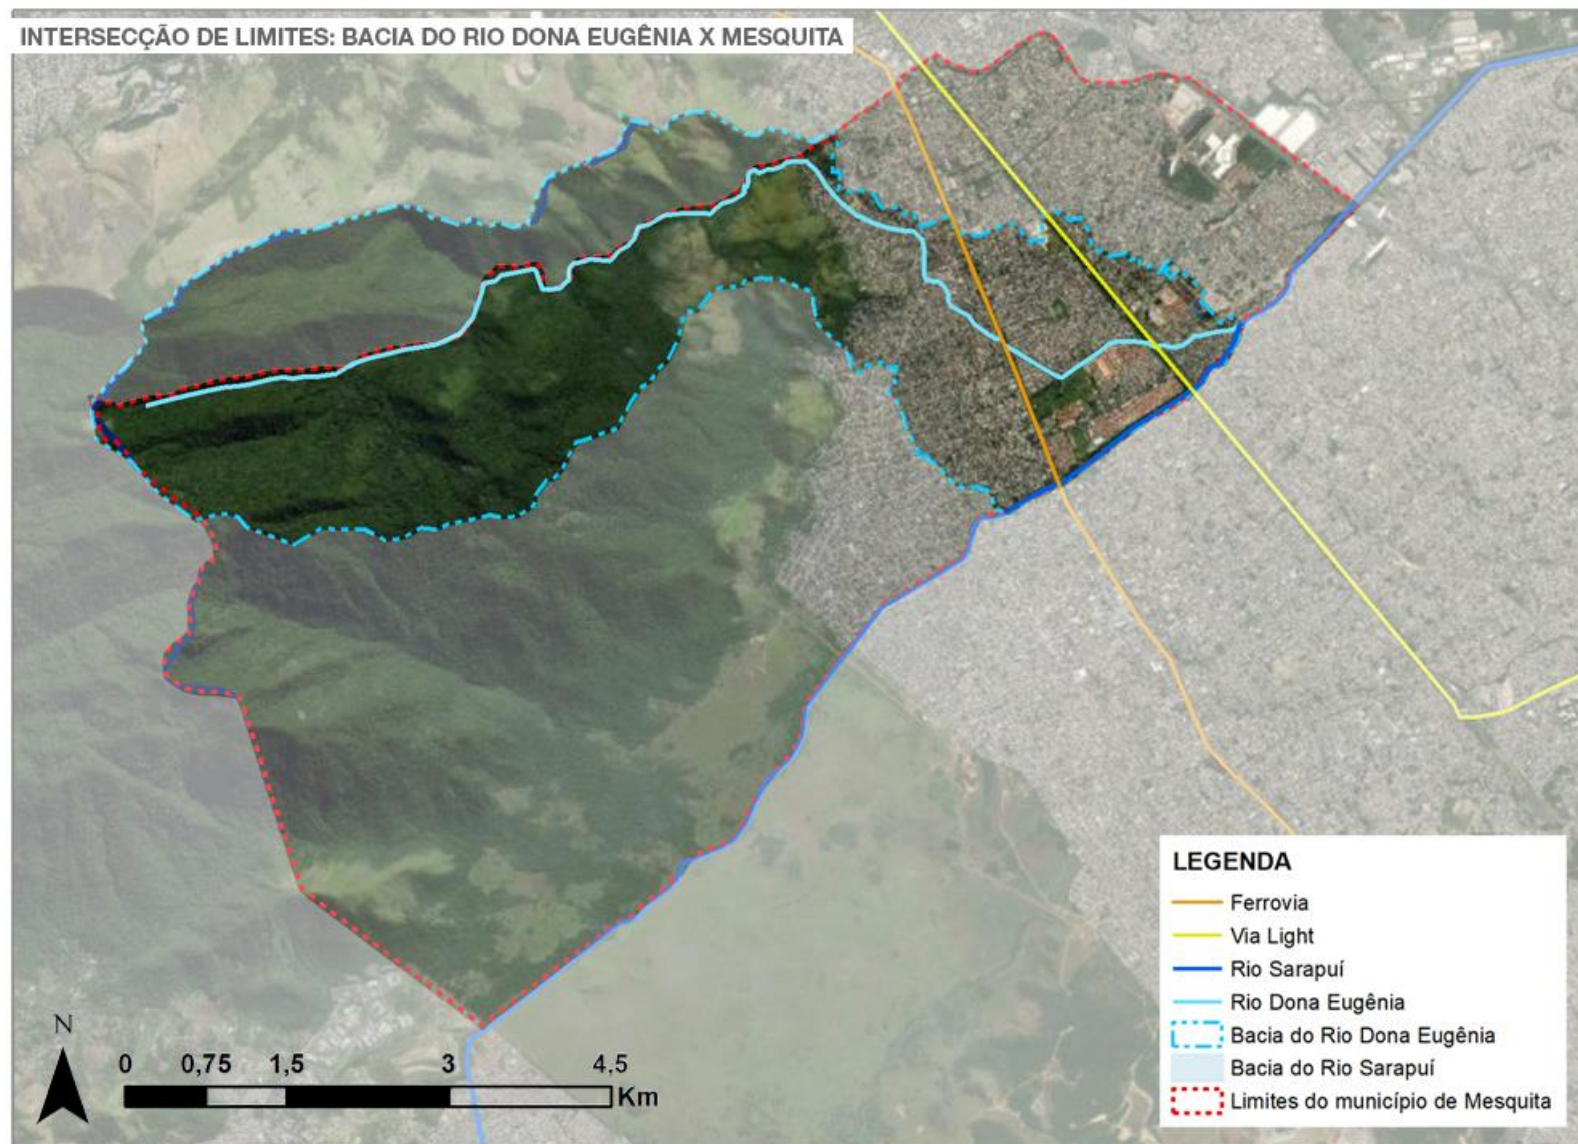 INTERSECÇÃO DE LIMITES: BACIA DO RIO DONA EUGÊNIA X MESQUITA
LEGENDA
Ferrovia
Via Light
Rio Sarapuí
Rio Dona Eugênia
Bacia do Rio Dona Eugênia
Bacia do Rio Sarapuí
Limites do município de Mesquita
N
0 0,75 1,5 3 4,5
Km